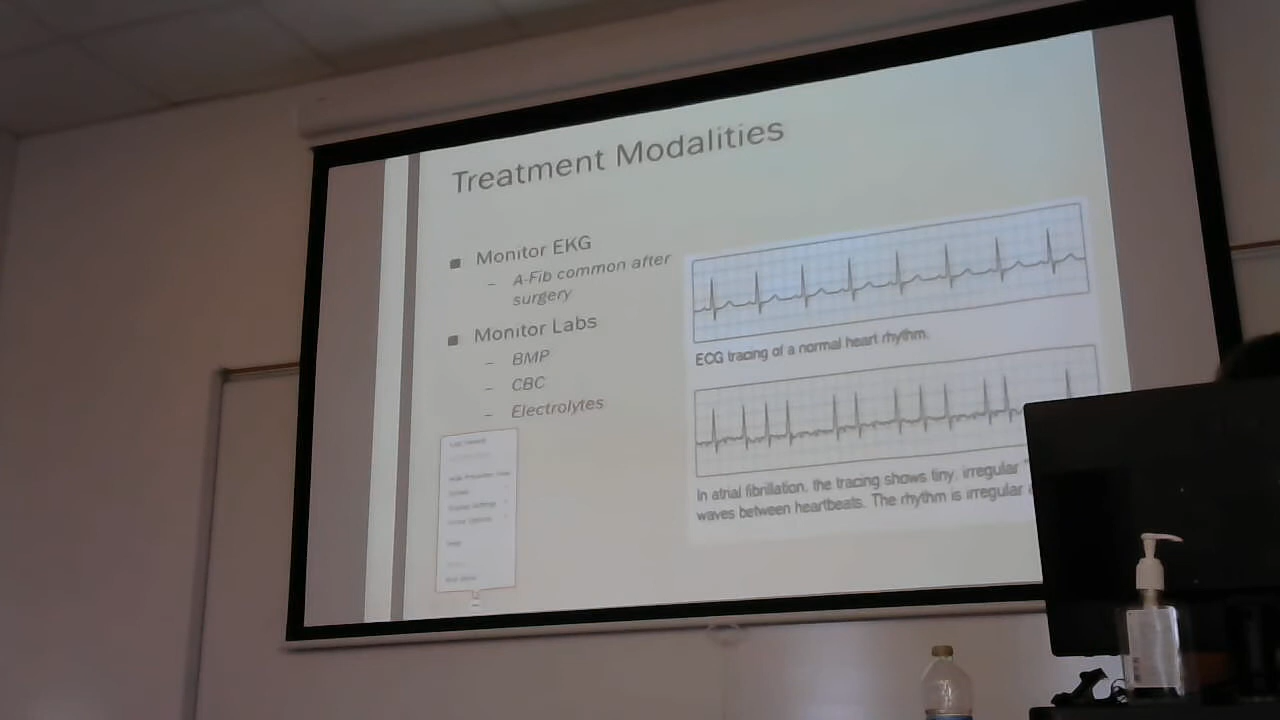 Treatment Modalities
Monitor EKG
– A-Fib common after
surgery
Monitor Labs
– BMP
– CBC
– Electrolytes
ECG tracing of a normal heart rhythm.
In atrial fibrillation, the tracing shows tiny, irregular "
waves between heartbeats. The rhythm is irregular